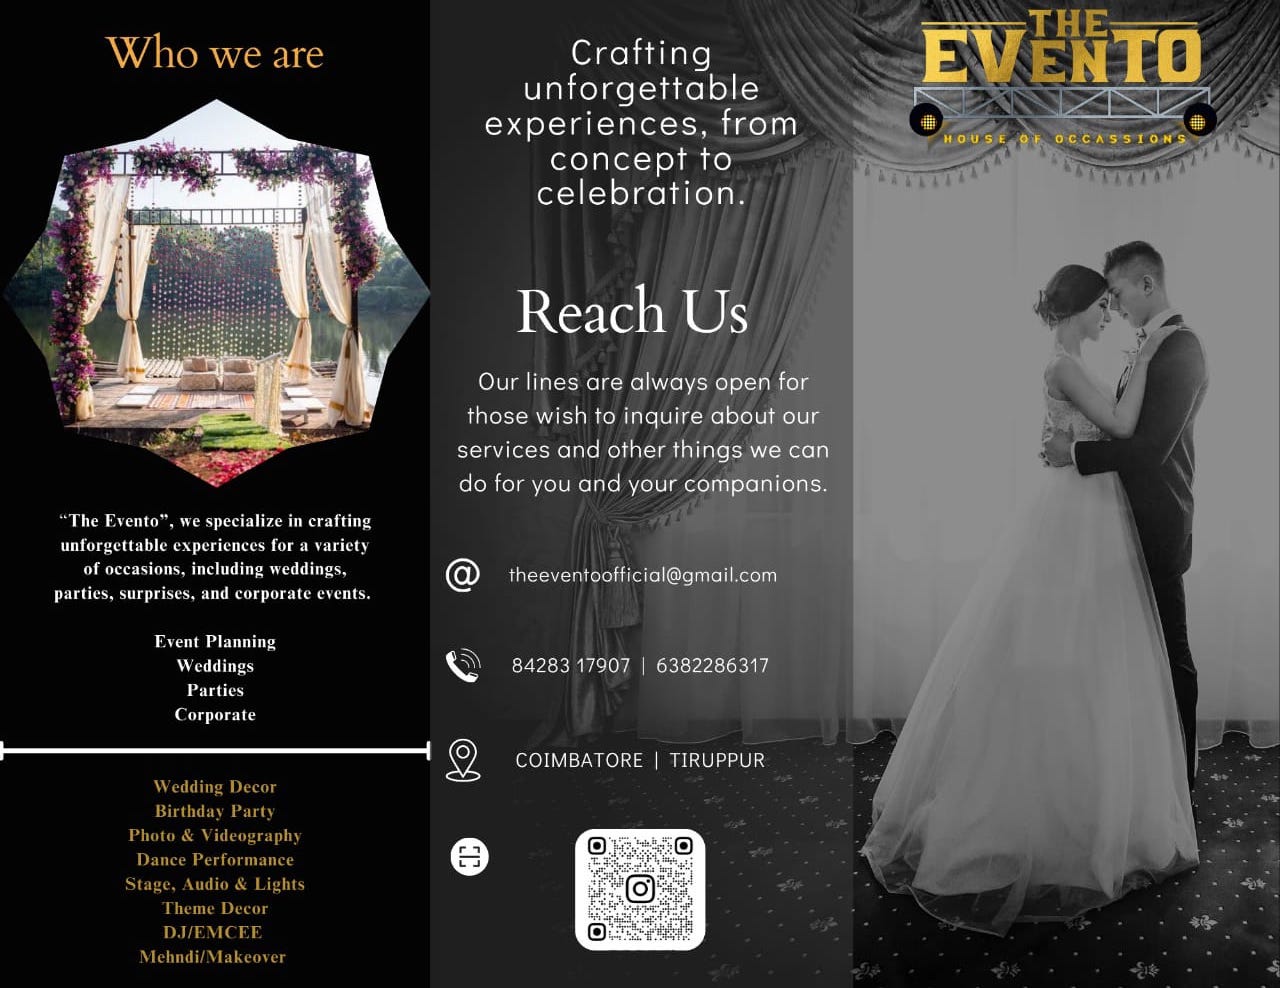 Who we are
“The Evento”, we specialize in crafting
unforgettable experiences for a variety
of occasions, including weddings,
parties, surprises, and corporate events.
Event Planning
Weddings
Parties
Corporate
Wedding Decor
Birthday Party
Photo & Videography
Dance Performance
Stage, Audio & Lights
Theme Decor
DJ/EMCEE
Mehndi/Makeover
Crafting
unforgettable
experiences, from
concept to
celebration.
Reach Us
Our lines are always open for
those wish to inquire about our
services and other things we can
do for you and your companions.
@ theeventoofficial@gmail.com
84283 17907 | 6382286317
COIMBATORE | TIRUPPUR
THE
EVENTO
HOUSE OF OCCASSIONS